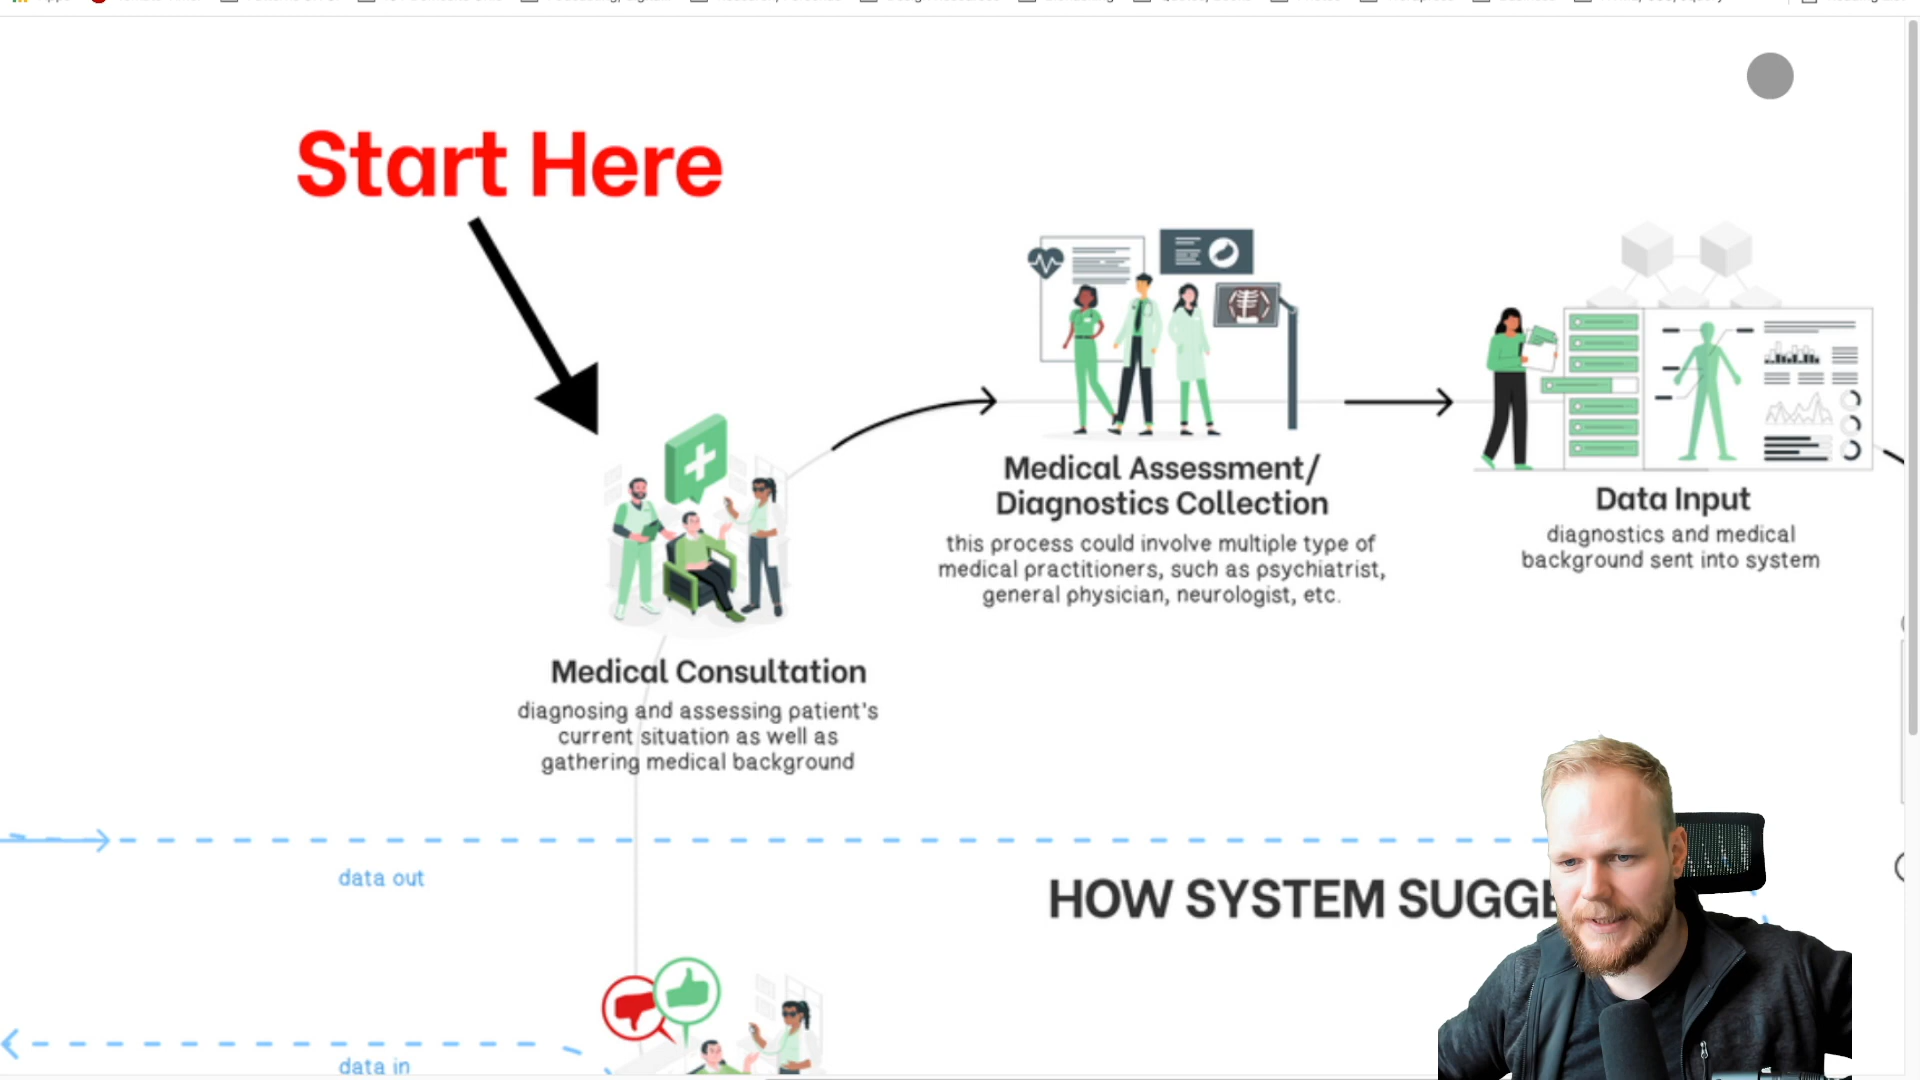 Start Here
Medical Assessment/
Diagnostics Collection
this process could involve multiple type of
medical practitioners, such as psychiatrist,
general physician, neurologist, etc.
Data Input
diagnostics and medical
background sent into system
Medical Consultation
diagnosing and assessing patient's
current situation as well as
gathering medical background
data out
HOW SYSTEM
data in